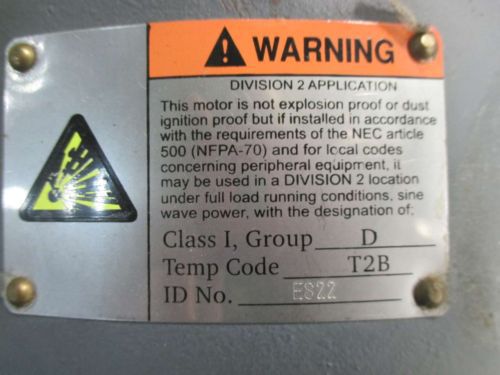 WARNING
DIVISION 2 APPLICATION
This motor is not explosion proof or dust
ignition proof but if installed in accordance
with the requirements of the NEC article
500 (NFPA-70) and for local codes
concerning peripheral equipment, it
may be used in a DIVISION 2 location
under full load running conditions, sine
wave power, with the designation of:
Class I, Group D
Temp Code T2B
ID No. ES22